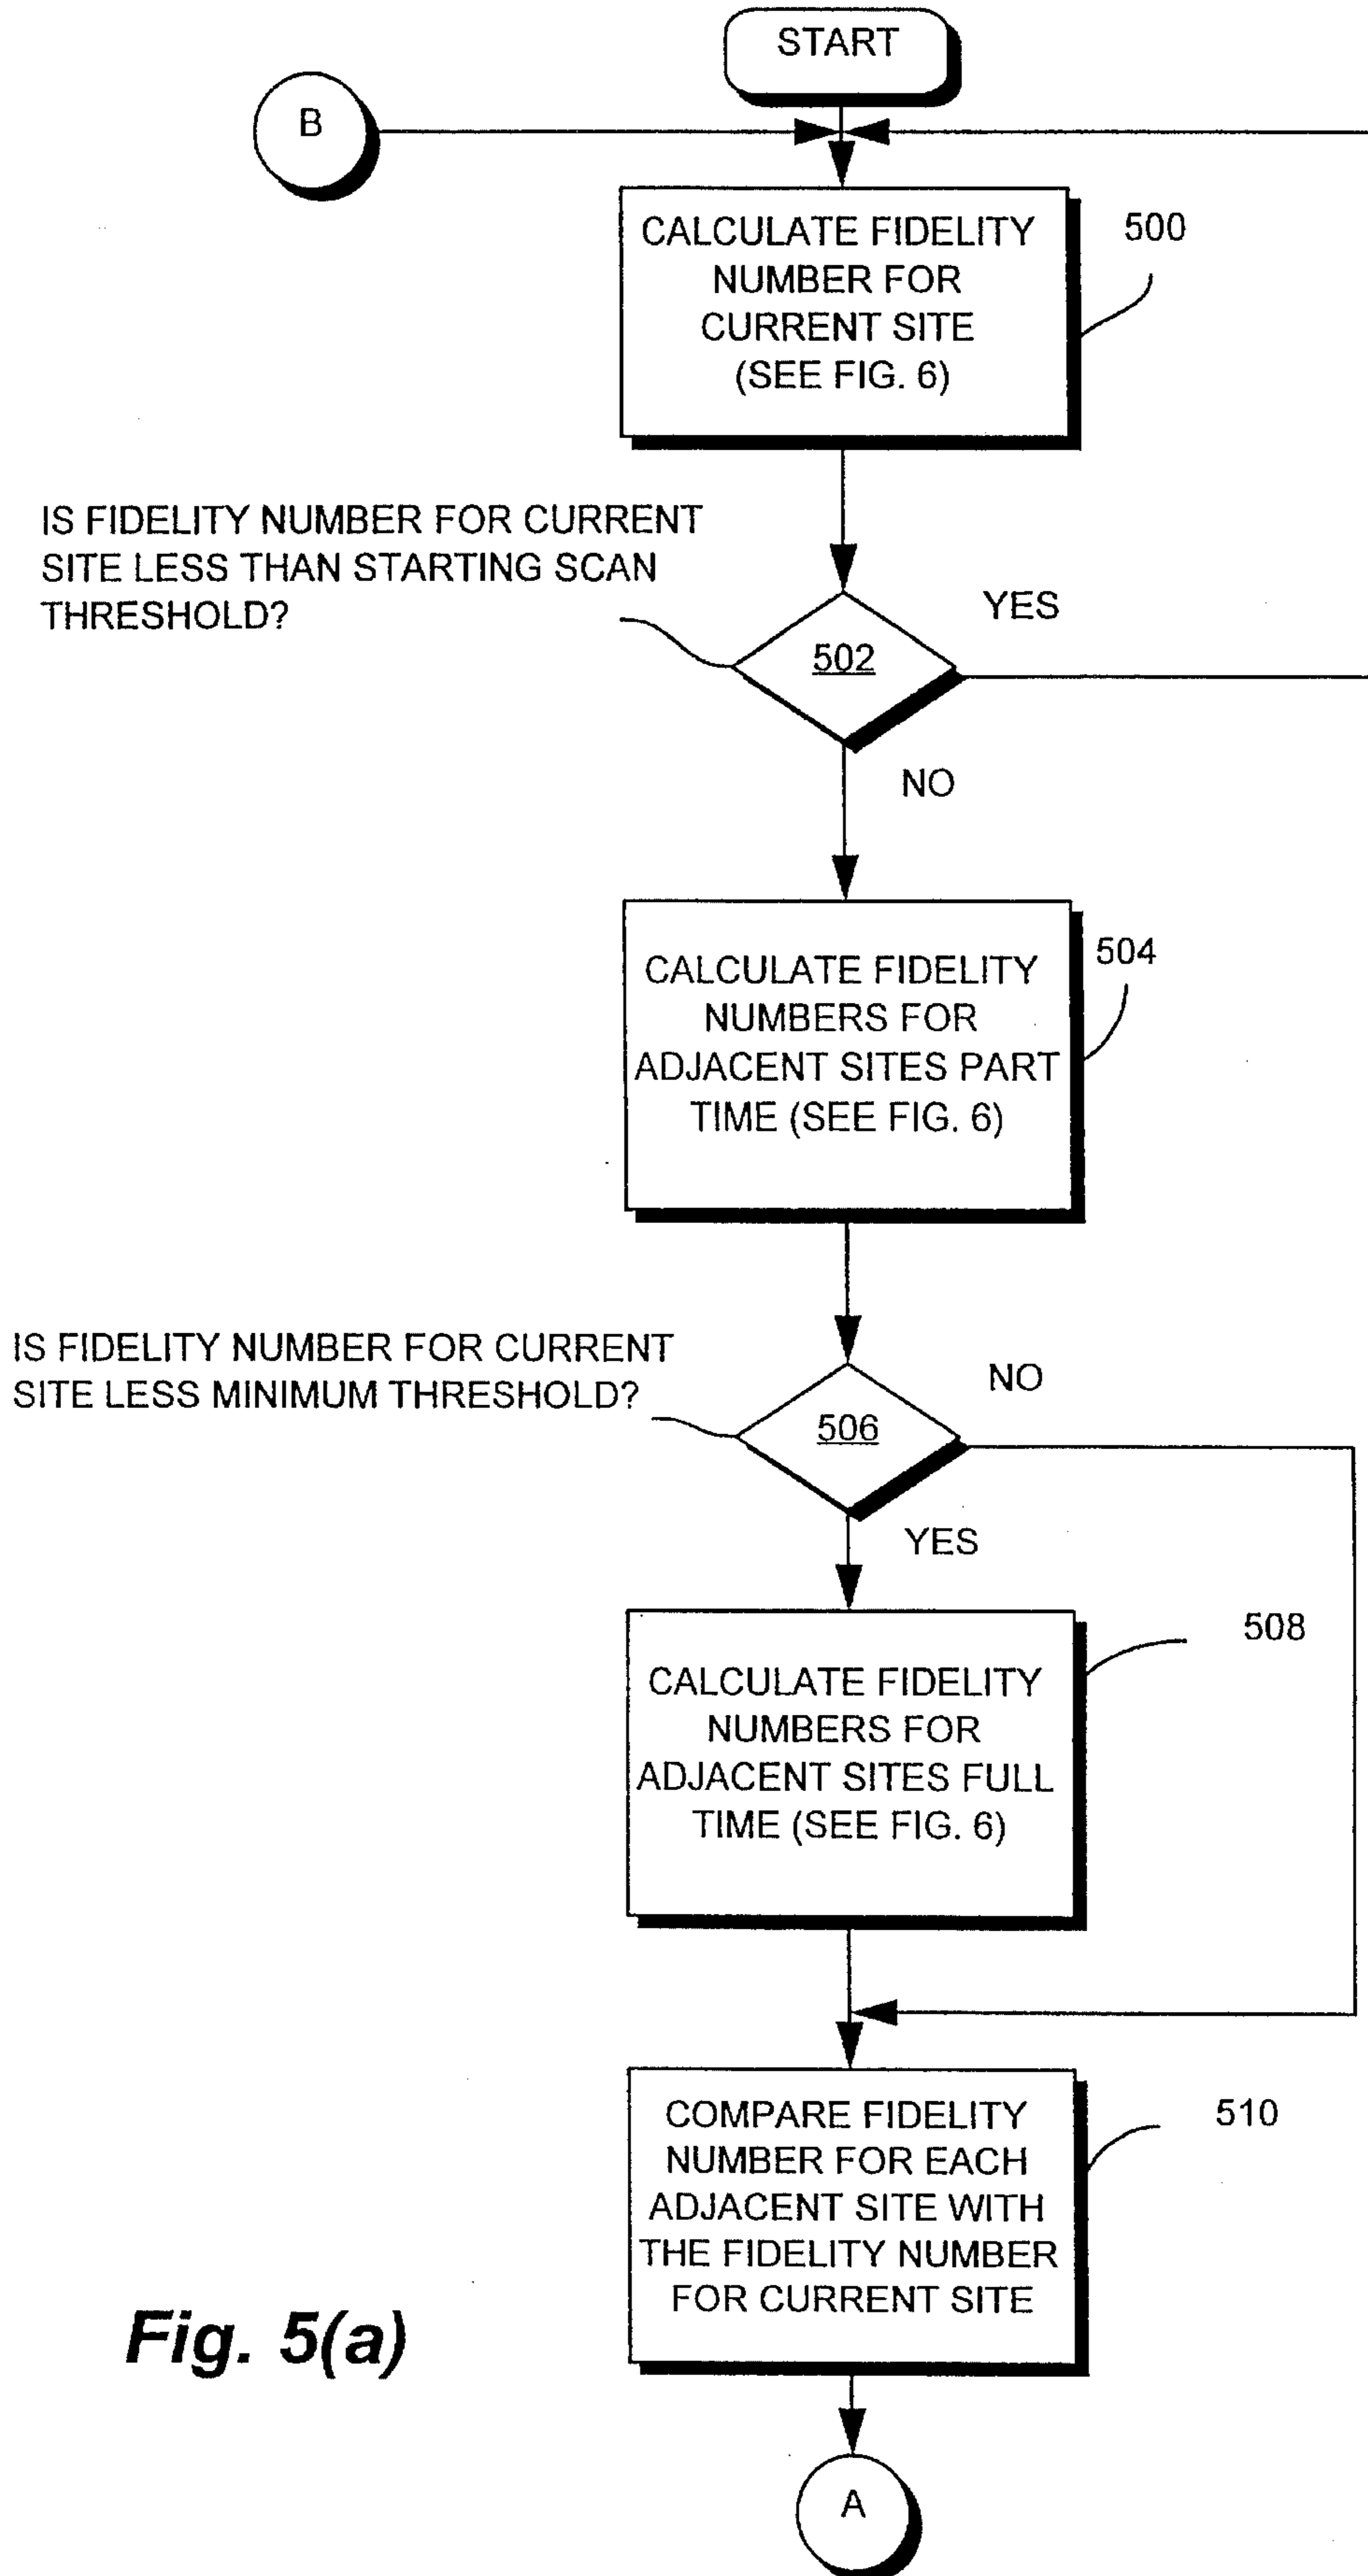 START
B
CALCULATE FIDELITY
NUMBER FOR
CURRENT SITE
(SEE FIG. 6)
500
IS FIDELITY NUMBER FOR CURRENT
SITE LESS THAN STARTING SCAN
THRESHOLD?
502
YES
NO
CALCULATE FIDELITY
NUMBERS FOR
ADJACENT SITES PART
TIME (SEE FIG. 6)
504
IS FIDELITY NUMBER FOR CURRENT
SITE LESS MINIMUM THRESHOLD?
506
NO
YES
CALCULATE FIDELITY
NUMBERS FOR
ADJACENT SITES FULL
TIME (SEE FIG. 6)
508
COMPARE FIDELITY
NUMBER FOR EACH
ADJACENT SITE WITH
THE FIDELITY NUMBER
FOR CURRENT SITE
510
Fig. 5(a)
A